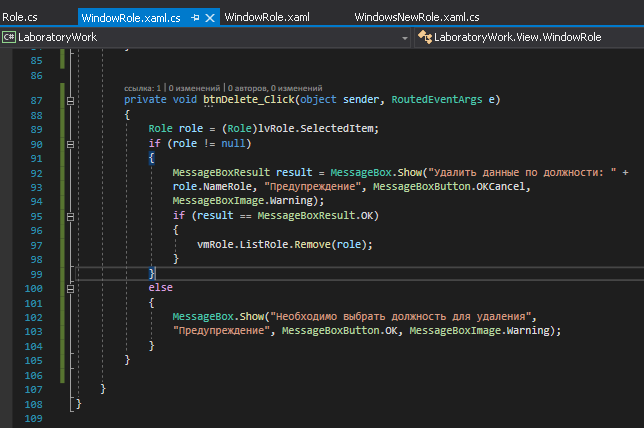 Role.cs WindowRole.xaml.cs WindowRole.xaml WindowsNewRole.xaml.cs
C# LaboratoryWork LaboratoryWork.View.WindowRole
85
86
ссылка: 1 | 0 изменений | 0 авторов, 0 изменений
87 private void btnDelete_Click(object sender, RoutedEventArgs e)
88 {
89 Role role = (Role)lvRole.SelectedItem;
90 if (role != null)
91 {
92 MessageBoxResult result = MessageBox.Show("Удалить данные по должности: " +
93 role.NameRole, "Предупреждение", MessageBoxButton.OKCancel,
94 MessageBoxImage.Warning);
95 if (result == MessageBoxResult.OK)
96 {
97 vmRole.ListRole.Remove(role);
98 }
99 }
100 else
101 {
102 MessageBox.Show("Необходимо выбрать должность для удаления",
103 "Предупреждение", MessageBoxButton.OK, MessageBoxImage.Warning);
104 }
105 }
106
107 }
108 }
109